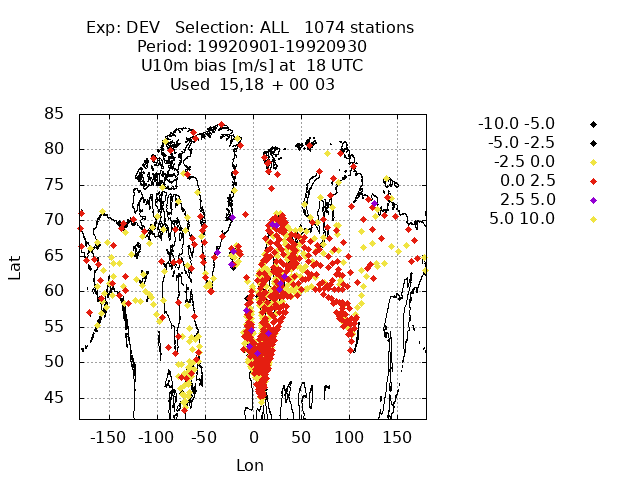 Exp: DEV   Selection: ALL   1074 stations
Period: 19920901-19920930
U10m bias [m/s] at  18 UTC
Used  15,18 + 00 03
85
80
75
70
65
60
55
50
45
Lat
-150 -100 -50 0 50 100 150
Lon
-10.0 -5.0
-5.0 -2.5
-2.5 0.0
0.0 2.5
2.5 5.0
5.0 10.0